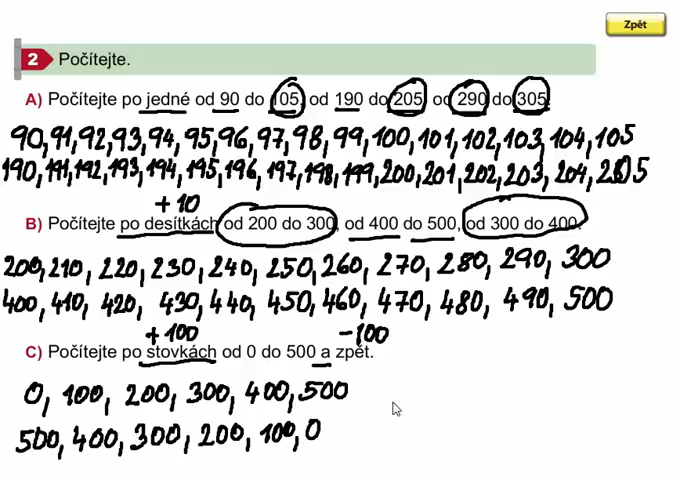 Zpět
2 Počítejte.
A) Počítejte po jedné od 90 do 105, od 190 do 205, od 290 do 305.
90, 91, 92, 93, 94, 95, 96, 97, 98, 99, 100, 101, 102, 103, 104, 105
190, 191, 192, 193, 194, 195, 196, 197, 198, 199, 200, 201, 202, 203, 204, 205
+10
B) Počítejte po desítkách od 200 do 300, od 400 do 500, od 300 do 400.
200, 210, 220, 230, 240, 250, 260, 270, 280, 290, 300
400, 410, 420, 430, 440, 450, 460, 470, 480, 490, 500
+100 -100
C) Počítejte po stovkách od 0 do 500 a zpět.
0, 100, 200, 300, 400, 500
500, 400, 300, 200, 100, 0